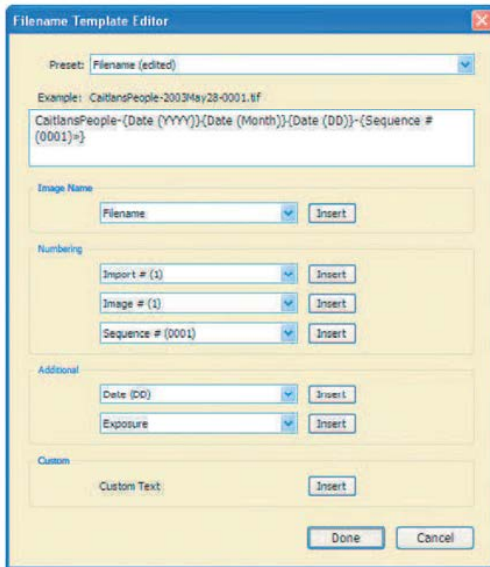 Filename Template Editor
Preset: Filename (edited)
Example: CaitlansPeople-2003May28-0001.tif
CaitlansPeople-{Date (YYYY)}{Date (Month)}{Date (DD)}-{Sequence #
(0001)»}
Image Name
Filename Insert
Numbering
Import # (1) Insert
Image # (1) Insert
Sequence # (0001) Insert
Additional
Date (DD) Insert
Exposure Insert
Custom
Custom Text Insert
Done Cancel